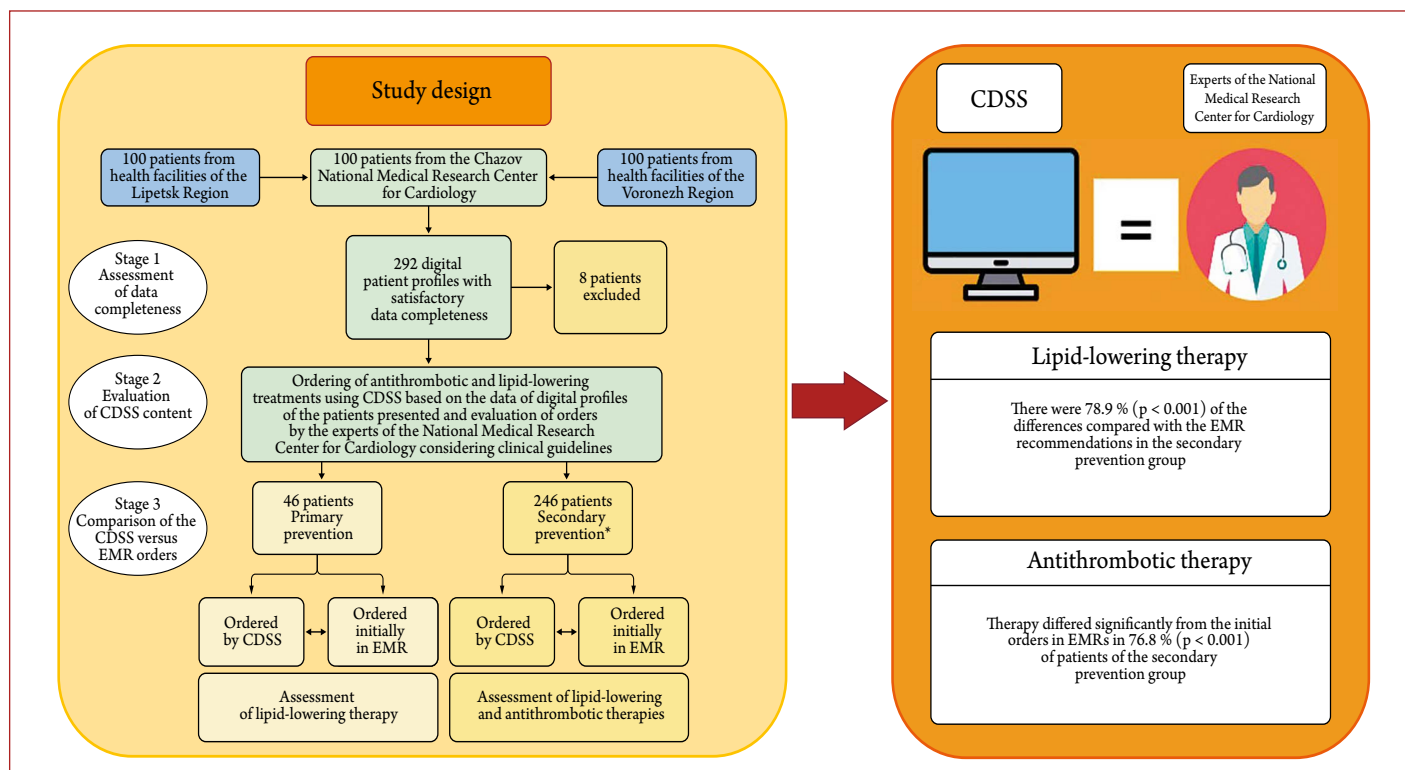 Study design
100 patients from
health facilities of the
Lipetsk Region
100 patients from the Chazov
National Medical Research Center
for Cardiology
100 patients from
health facilities of the
Voronezh Region
Stage 1
Assessment
of data
completeness
292 digital
patient profiles with
satisfactory
data completeness
8 patients
excluded
Stage 2
Evaluation
of CDSS content
Ordering of antithrombotic and lipid-lowering
treatments using CDSS based on the data of digital profiles
of the patients presented and evaluation of orders
by the experts of the National Medical Research
Center for Cardiology considering clinical guidelines
Stage 3
Comparison of the
CDSS versus
EMR orders
46 patients
Primary
prevention
246 patients
Secondary
prevention*
Ordered
by CDSS
Ordered
initially
in EMR
Ordered
by CDSS
Ordered
initially
in EMR
Assessment
of lipid-lowering therapy
Assessment of lipid-lowering
and antithrombotic therapies
CDSS
Experts of the National
Medical Research
Center for Cardiology
=
Lipid-lowering therapy
There were 78.9 % (p < 0.001) of the
differences compared with the EMR
recommendations in the secondary
prevention group
Antithrombotic therapy
Therapy differed significantly from the initial
orders in EMRs in 76.8 % (p < 0.001)
of patients of the secondary
prevention group